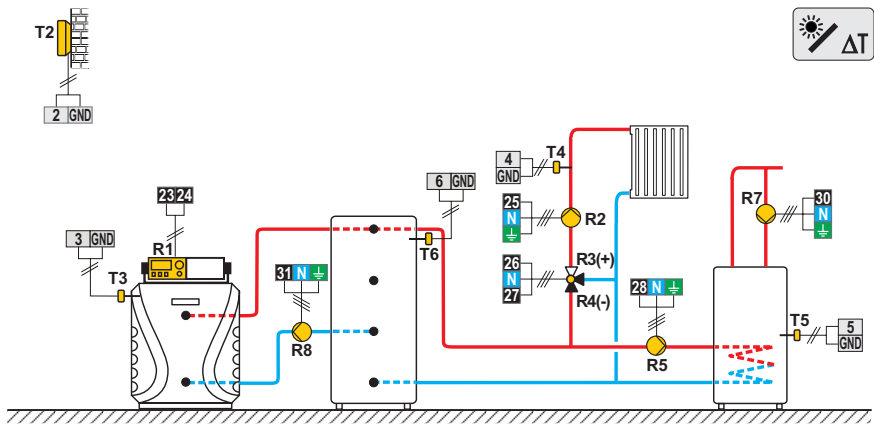 T2
2 GND
ΔT
4
GND
T4
6 GND
T6
23 24
R1
3 GND
T3
31 N
R8
25
N
R2
26
N
27
R3(+)
R4(-)
28 N
R5
R7
30
N
T5
5
GND